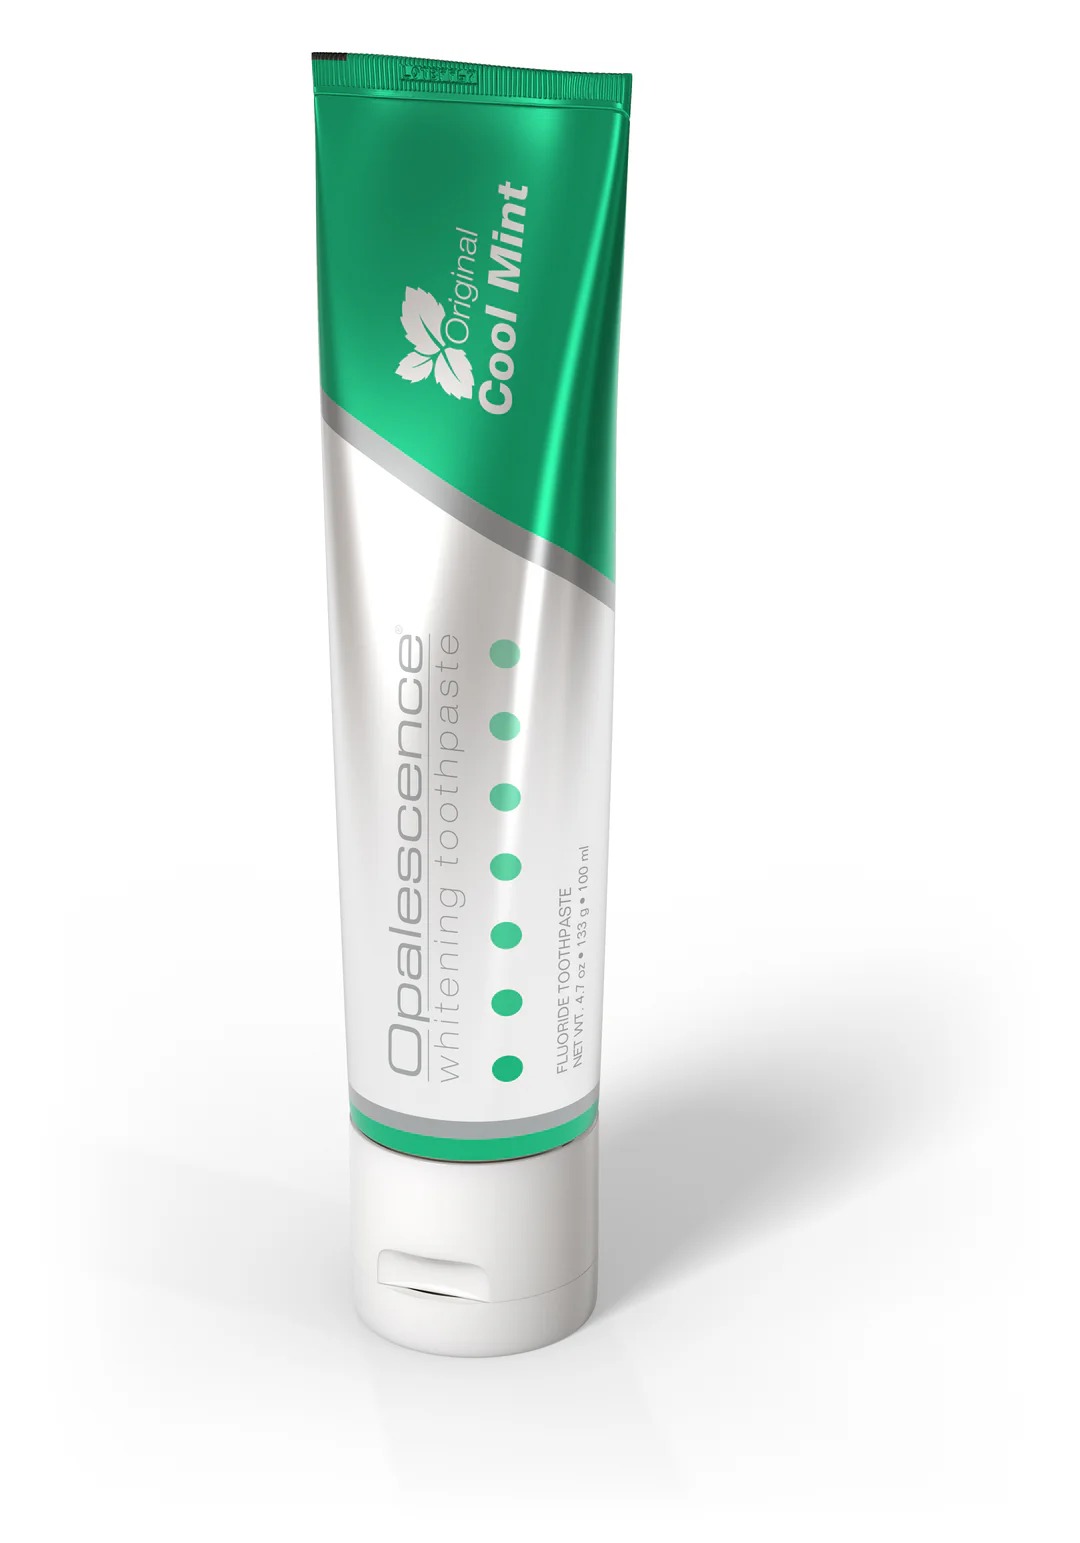 Original
Cool Mint
Opalescence®
whitening toothpaste
FLUORIDE TOOTHPASTE
NET WT. 4.7 oz • 133 g • 100 ml